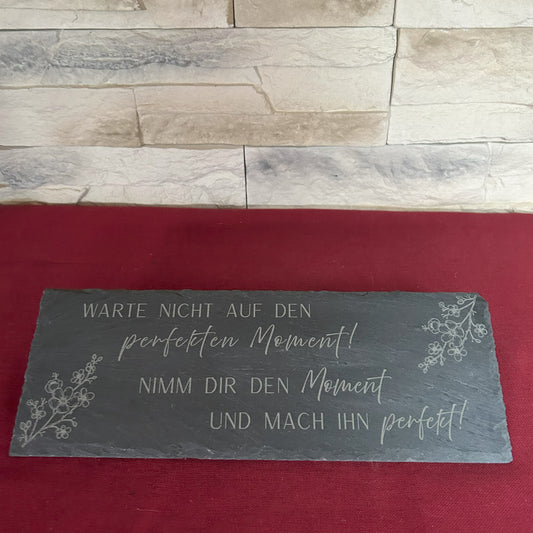 WARTE NICHT AUF DEN
perfekten Moment!
NIMM DIR DEN Moment
UND MACH IHN perfekt!